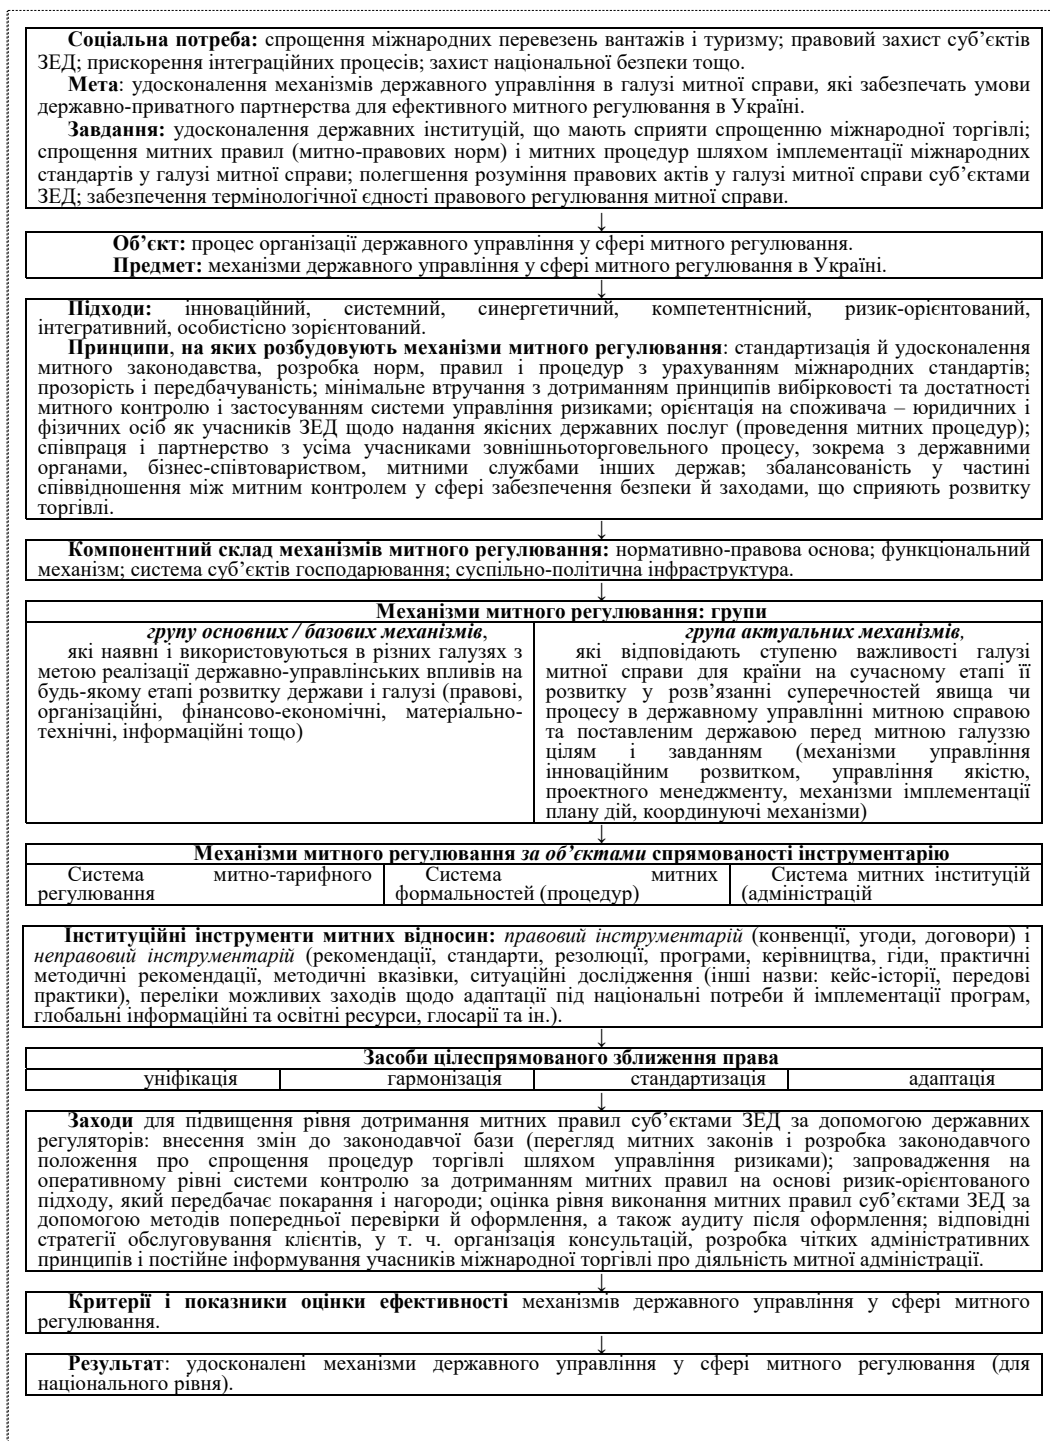 Соціальна потреба: спрощення міжнародних перевезень вантажів і туризму; правовий захист суб’єктів
ЗЕД; прискорення інтеграційних процесів; захист національної безпеки тощо.
Мета: удосконалення механізмів державного управління в галузі митної справи, які забезпечать умови
державно-приватного партнерства для ефективного митного регулювання в Україні.
Завдання: удосконалення державних інституцій, що мають сприяти спрощенню міжнародної торгівлі;
спрощення митних правил (митно-правових норм) і митних процедур шляхом імплементації міжнародних
стандартів у галузі митної справи; полегшення розуміння правових актів у галузі митної справи суб’єктами
ЗЕД; забезпечення термінологічної єдності правового регулювання митної справи.
↓
Об’єкт: процес організації державного управління у сфері митного регулювання.
Предмет: механізми державного управління у сфері митного регулювання в Україні.
↓
Підходи: інноваційний, системний, синергетичний, компетентнісний, ризик-орієнтований,
інтегративний, особистісно зорієнтований.
Принципи, на яких розбудовують механізми митного регулювання: стандартизація й удосконалення
митного законодавства, розробка норм, правил і процедур з урахуванням міжнародних стандартів;
прозорість і передбачуваність; мінімальне втручання з дотриманням принципів вибірковості та достатності
митного контролю і застосуванням системи управління ризиками; орієнтація на споживача – юридичних і
фізичних осіб як учасників ЗЕД щодо надання якісних державних послуг (проведення митних процедур);
співпраця і партнерство з усіма учасниками зовнішньоторговельного процесу, зокрема з державними
органами, бізнес-співтовариством, митними службами інших держав; збалансованість у частині
співвідношення між митним контролем у сфері забезпечення безпеки й заходами, що сприяють розвитку
торгівлі.
↓
Компонентний склад механізмів митного регулювання: нормативно-правова основа; функціональний
механізм; система суб’єктів господарювання; суспільно-політична інфраструктура.
↓
Механізми митного регулювання: групи
групу основних / базових механізмів,
які наявні і використовуються в різних галузях з
метою реалізації державно-управлінських впливів на
будь-якому етапі розвитку держави і галузі (правові,
організаційні, фінансово-економічні, матеріально-
технічні, інформаційні тощо)
група актуальних механізмів,
які відповідають ступеню важливості галузі
митної справи для країни на сучасному етапі її
розвитку у розв’язанні суперечностей явища чи
процесу в державному управлінні митною справою
та поставленим державою перед митною галуззю
цілям і завданням (механізми управління
інноваційним розвитком, управління якістю,
проектного менеджменту, механізми імплементації
плану дій, координуючі механізми)
↓
Механізми митного регулювання за об’єктами спрямованості інструментарію
Система митно-тарифного
регулювання
Система митних
формальностей (процедур)
Система митних інституцій
(адміністрацій
Інституційні інструменти митних відносин: правовий інструментарій (конвенції, угоди, договори) і
неправовий інструментарій (рекомендації, стандарти, резолюції, програми, керівництва, гіди, практичні
методичні рекомендації, методичні вказівки, ситуаційні дослідження (інші назви: кейс-історії, передові
практики), переліки можливих заходів щодо адаптації під національні потреби й імплементації програм,
глобальні інформаційні та освітні ресурси, глосарії та ін.).
↓
Засоби цілеспрямованого зближення права
уніфікація гармонізація стандартизація адаптація
↓
Заходи для підвищення рівня дотримання митних правил суб’єктами ЗЕД за допомогою державних
регуляторів: внесення змін до законодавчої бази (перегляд митних законів і розробка законодавчого
положення про спрощення процедур торгівлі шляхом управління ризиками); запровадження на
оперативному рівні системи контролю за дотриманням митних правил на основі ризик-орієнтованого
підходу, який передбачає покарання і нагороди; оцінка рівня виконання митних правил суб’єктами ЗЕД за
допомогою методів попередньої перевірки й оформлення, а також аудиту після оформлення; відповідні
стратегії обслуговування клієнтів, у т. ч. організація консультацій, розробка чітких адміністративних
принципів і постійне інформування учасників міжнародної торгівлі про діяльність митної адміністрації.
↓
Критерії і показники оцінки ефективності механізмів державного управління у сфері митного
регулювання.
↓
Результат: удосконалені механізми державного управління у сфері митного регулювання (для
національного рівня).